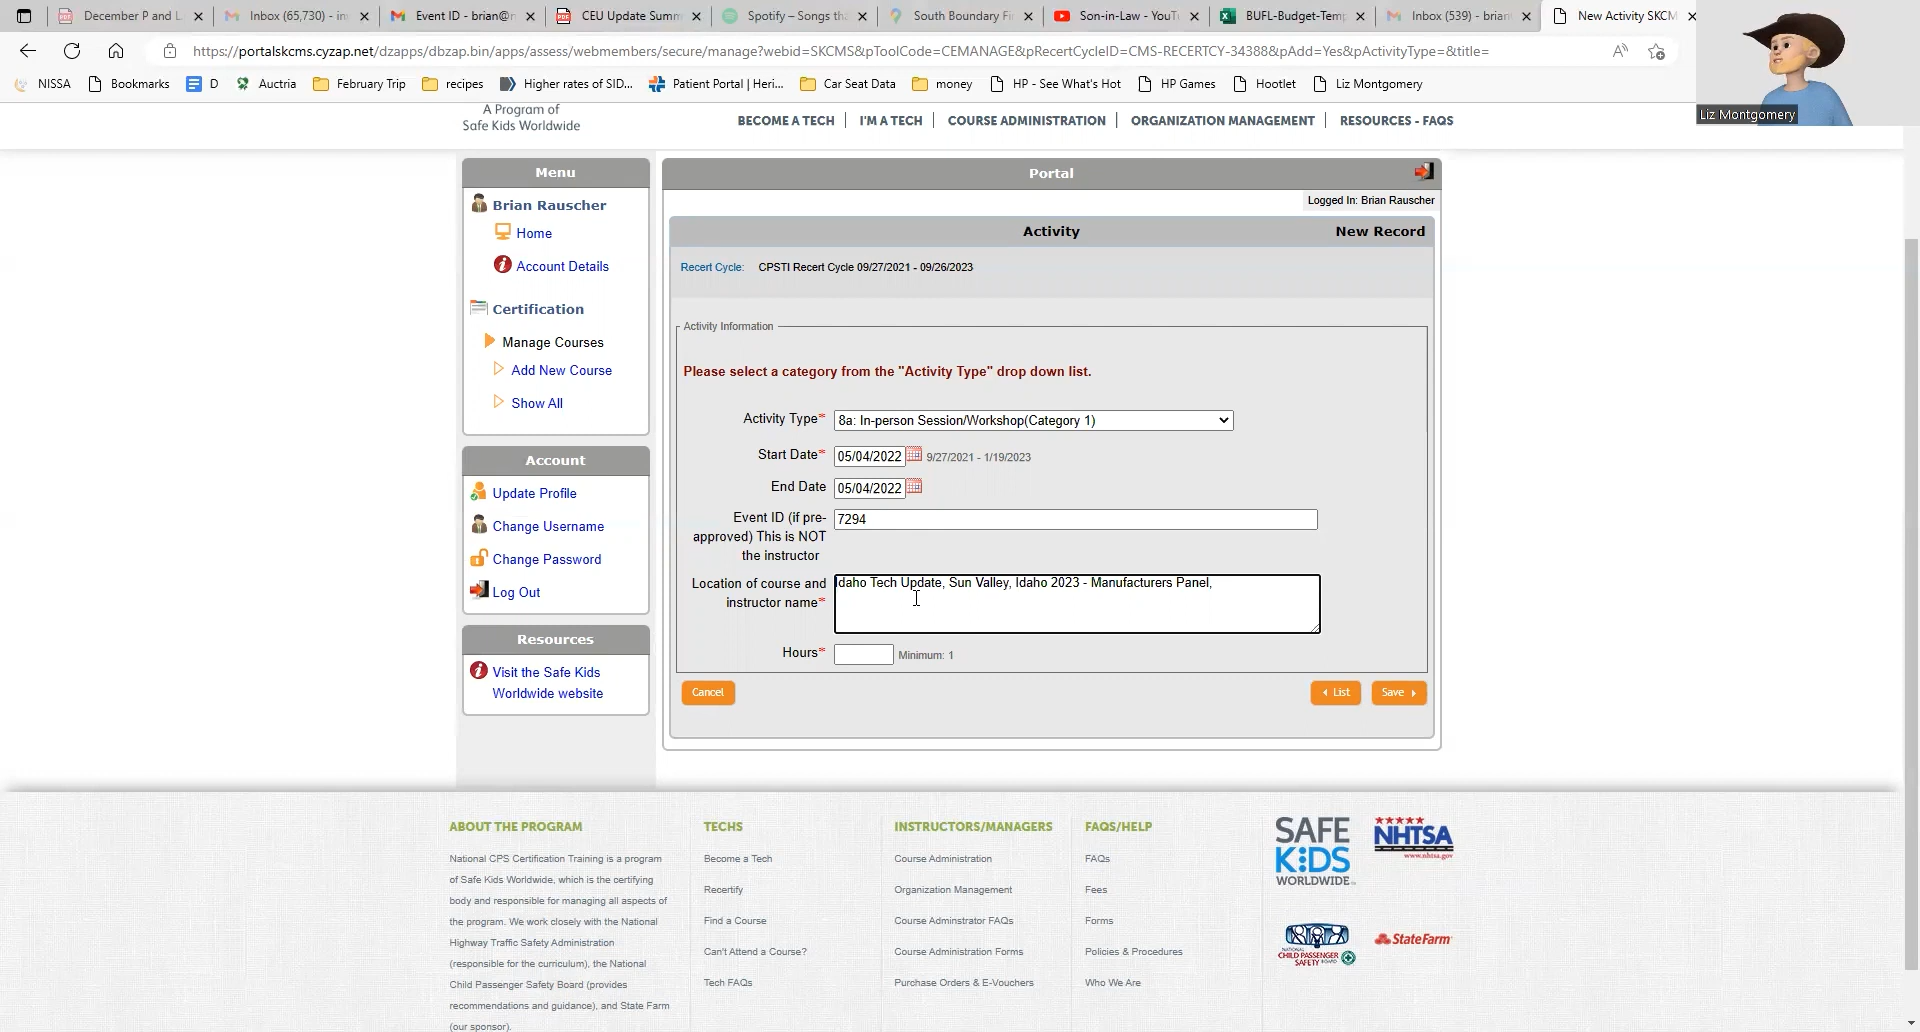 December P and L
Inbox (65,730) - in
Event ID - brian@r
CEU Update Summ
Spotify – Songs tha
South Boundary Fi
Son-in-Law - YouTu
BUFL-Budget-Temp
Inbox (539) - brian
New Activity SKCM
https://portalskcms.cyzap.net/dzapps/dbzap.bin/apps/assess/webmembers/secure/manage?webid=SKCMS&pToolCode=CEMANAGE&pRecertCycleID=CMS-RECERTCY-34388&pAdd=Yes&pActivityType=&title=
NISSA
Bookmarks
D
Auctria
February Trip
recipes
Higher rates of SID...
Patient Portal | Heri...
Car Seat Data
money
HP - See What's Hot
HP Games
Hootlet
Liz Montgomery
Liz Montgomery
A Program of
Safe Kids Worldwide
BECOME A TECH
I'M A TECH
COURSE ADMINISTRATION
ORGANIZATION MANAGEMENT
RESOURCES - FAQS
Menu
Brian Rauscher
Home
Account Details
Certification
Manage Courses
Add New Course
Show All
Account
Update Profile
Change Username
Change Password
Log Out
Resources
Visit the Safe Kids
Worldwide website
Portal
Logged In: Brian Rauscher
Activity
New Record
Recert Cycle: CPSTI Recert Cycle 09/27/2021 - 09/26/2023
Activity Information
Please select a category from the "Activity Type" drop down list.
Activity Type* 8a: In-person Session/Workshop(Category 1)
Start Date* 05/04/2022 9/27/2021 - 1/19/2023
End Date 05/04/2022
Event ID (if pre-
approved) This is NOT
the instructor
7294
Location of course and
instructor name*
Idaho Tech Update, Sun Valley, Idaho 2023 - Manufacturers Panel,
Hours* Minimum: 1
Cancel
List
Save
ABOUT THE PROGRAM
National CPS Certification Training is a program
of Safe Kids Worldwide, which is the certifying
body and responsible for managing all aspects of
the program. We work closely with the National
Highway Traffic Safety Administration
(responsible for the curriculum), the National
Child Passenger Safety Board (provides
recommendations and guidance), and State Farm
(our sponsor).
TECHS
Become a Tech
Recertify
Find a Course
Can't Attend a Course?
Tech FAQs
INSTRUCTORS/MANAGERS
Course Administration
Organization Management
Course Adminstrator FAQs
Course Administration Forms
Purchase Orders & E-Vouchers
FAQS/HELP
FAQs
Fees
Forms
Policies & Procedures
Who We Are
SAFE
KIDS
WORLDWIDE
NHTSA
www.nhtsa.gov
NATIONAL
CHILD PASSENGER
SAFETY BOARD
StateFarm